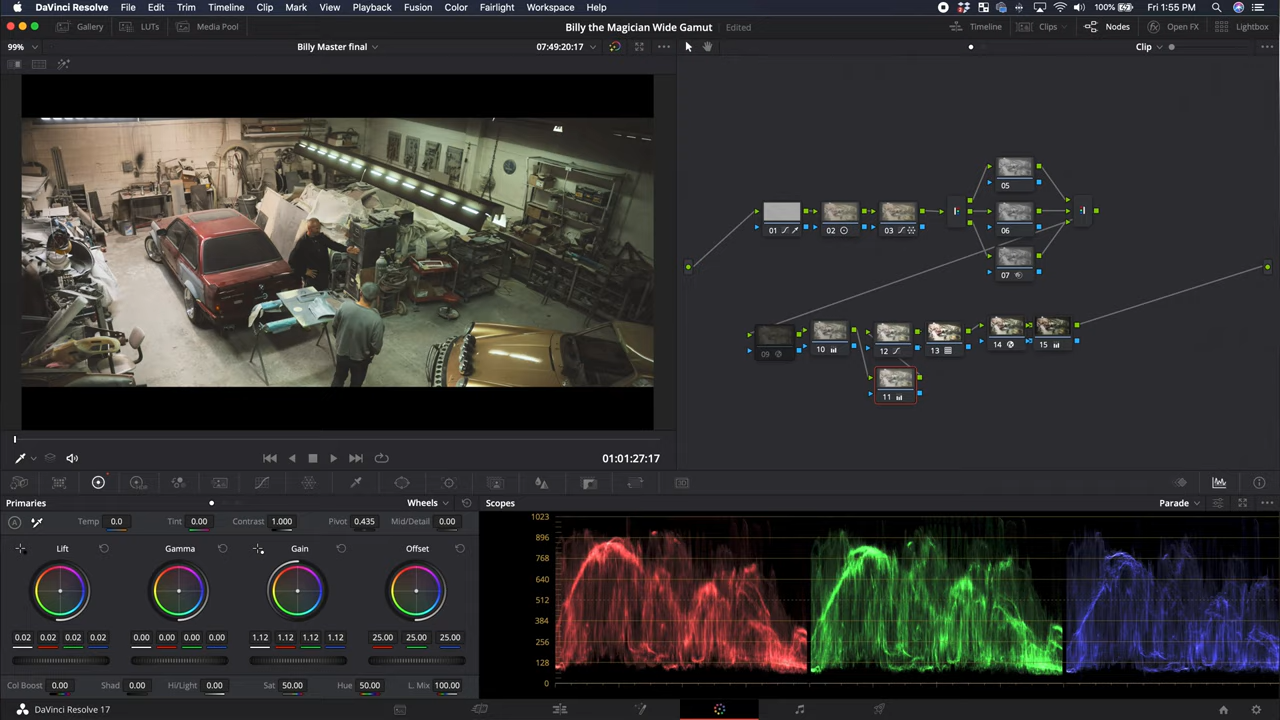 DaVinci Resolve File Edit Trim Timeline Clip Mark View Playback Fusion Color Fairlight Workspace Help 100% Fri 1:55 PM
Gallery LUTs Media Pool Billy the Magician Wide Gamut Edited Timeline Clips Nodes Open FX Lightbox
99% Billy Master final 07:49:20:17 Clip
05
01 02 03 06
07
09 10 12 13 14 15
11
01:01:27:17
Primaries Wheels Scopes Parade
A Temp 0.0 Tint 0.00 Contrast 1.000 Pivot 0.435 Mid/Detail 0.00
Lift Gamma Gain Offset
0.02 0.02 0.02 0.02 0.00 0.00 0.00 0.00 1.12 1.12 1.12 1.12 25.00 25.00 25.00
Col Boost 0.00 Shad 0.00 Hi/Light 0.00 Sat 50.00 Hue 50.00 L. Mix 100.00
1023
896
768
640
512
384
256
128
0
DaVinci Resolve 17